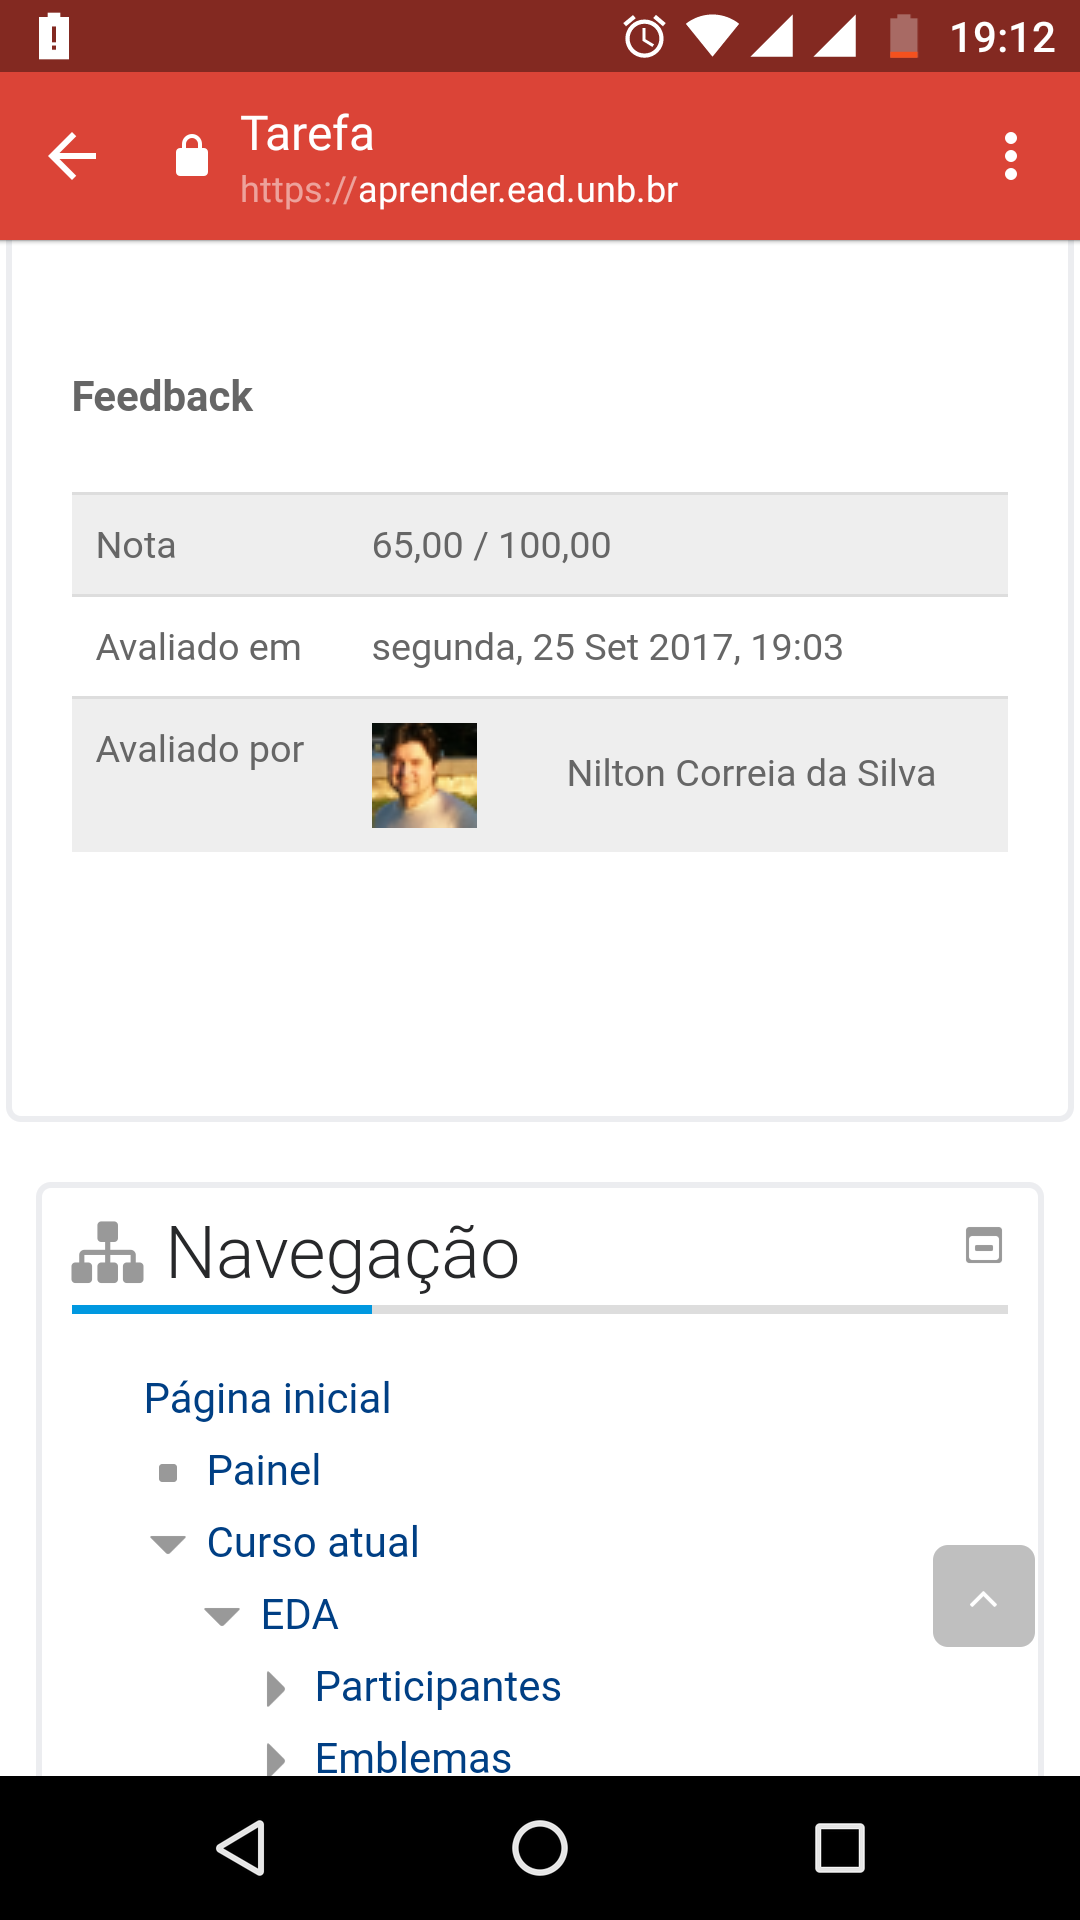 19:12
Tarefa
https://aprender.ead.unb.br
Feedback
Nota 65,00 / 100,00
Avaliado em segunda, 25 Set 2017, 19:03
Avaliado por Nilton Correia da Silva
Navegação
Página inicial
Painel
Curso atual
EDA
Participantes
Emblemas